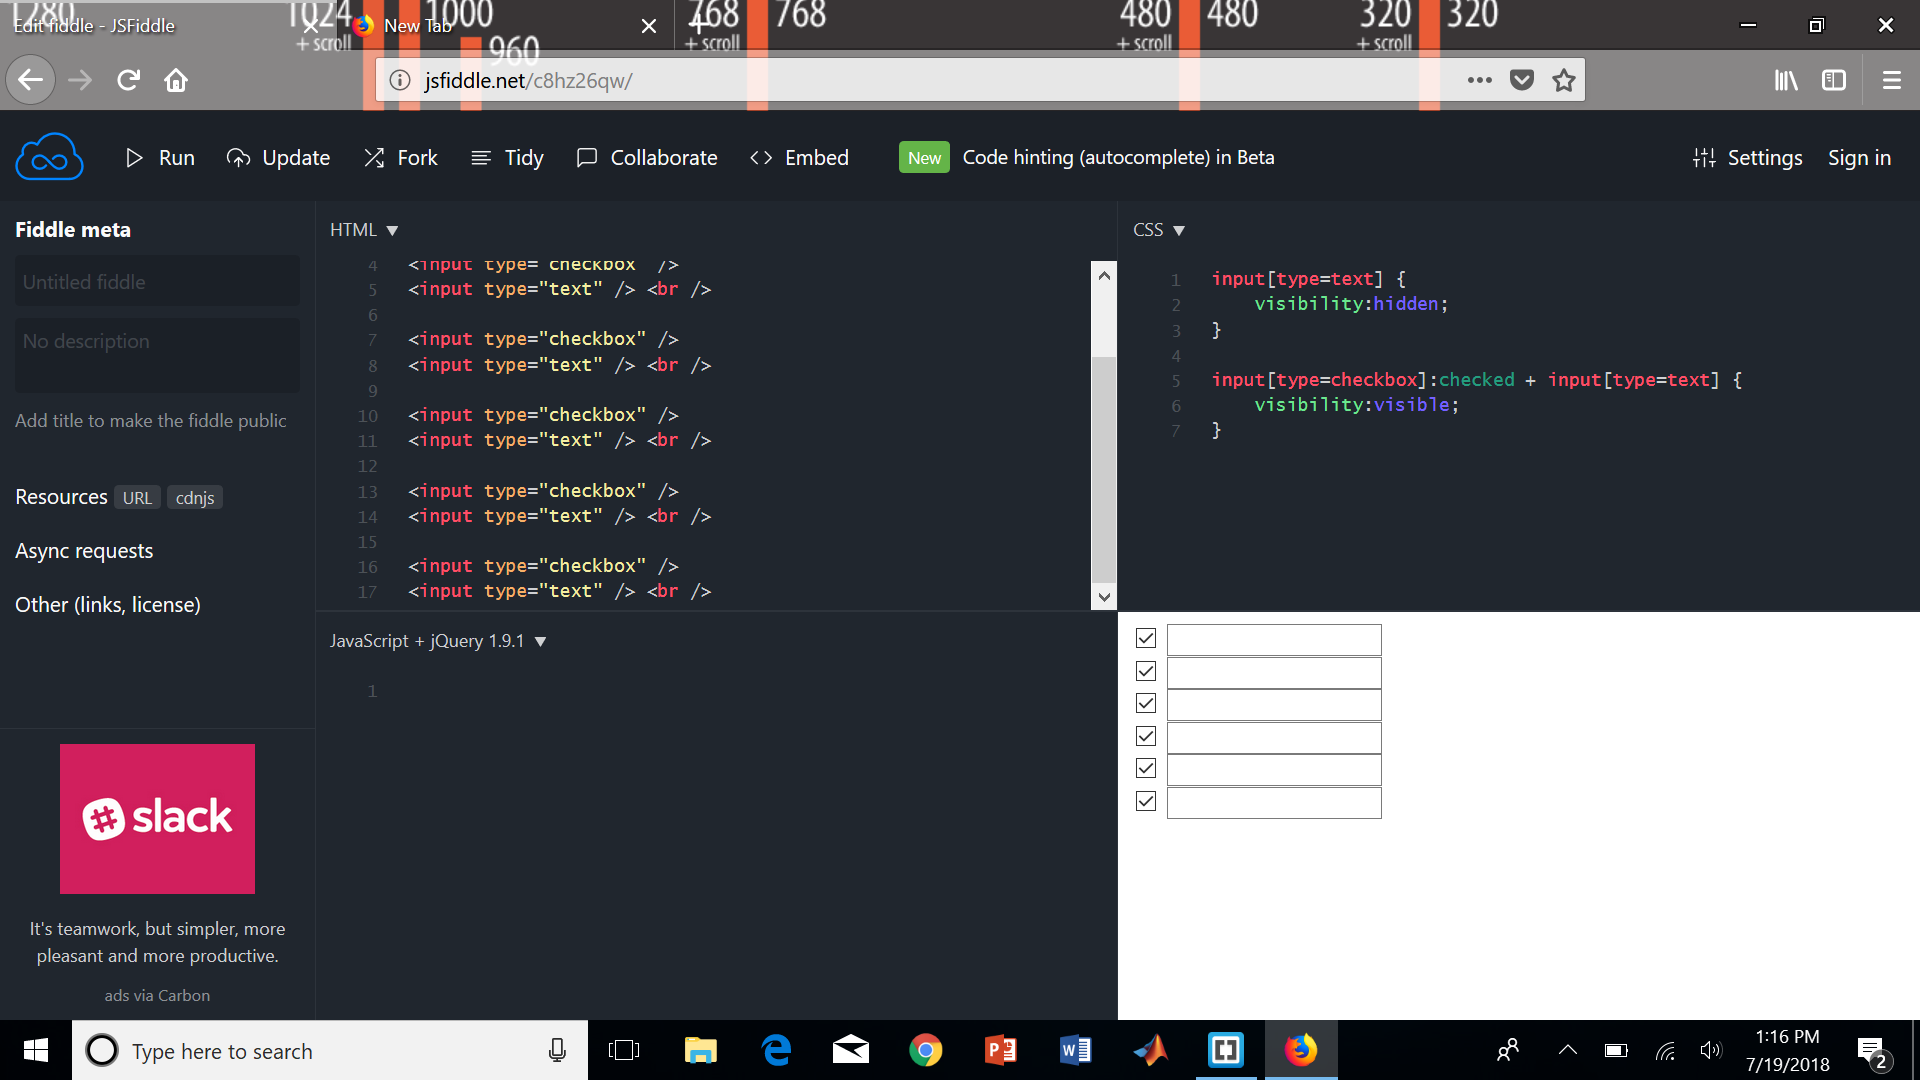 1280
1024
+ scroll
1000
960
768
+ scroll
768
480
+ scroll
480
320
+ scroll
320
Edit fiddle - JSFiddle
New Tab
jsfiddle.net/c8hz26qw/
Run
Update
Fork
Tidy
Collaborate
Embed
New
Code hinting (autocomplete) in Beta
Settings
Sign in
Fiddle meta
Untitled fiddle
No description
Add title to make the fiddle public
Resources URL cdnjs
Async requests
Other (links, license)
slack
It's teamwork, but simpler, more
pleasant and more productive.
ads via Carbon
HTML ▼
4 <input type="checkbox" />
5 <input type="text" /> <br />
6
7 <input type="checkbox" />
8 <input type="text" /> <br />
9
10 <input type="checkbox" />
11 <input type="text" /> <br />
12
13 <input type="checkbox" />
14 <input type="text" /> <br />
15
16 <input type="checkbox" />
17 <input type="text" /> <br />
CSS ▼
1 input[type=text] {
2 visibility:hidden;
3 }
4
5 input[type=checkbox]:checked + input[type=text] {
6 visibility:visible;
7 }
JavaScript + jQuery 1.9.1 ▼
1
Type here to search
1:16 PM
7/19/2018
2